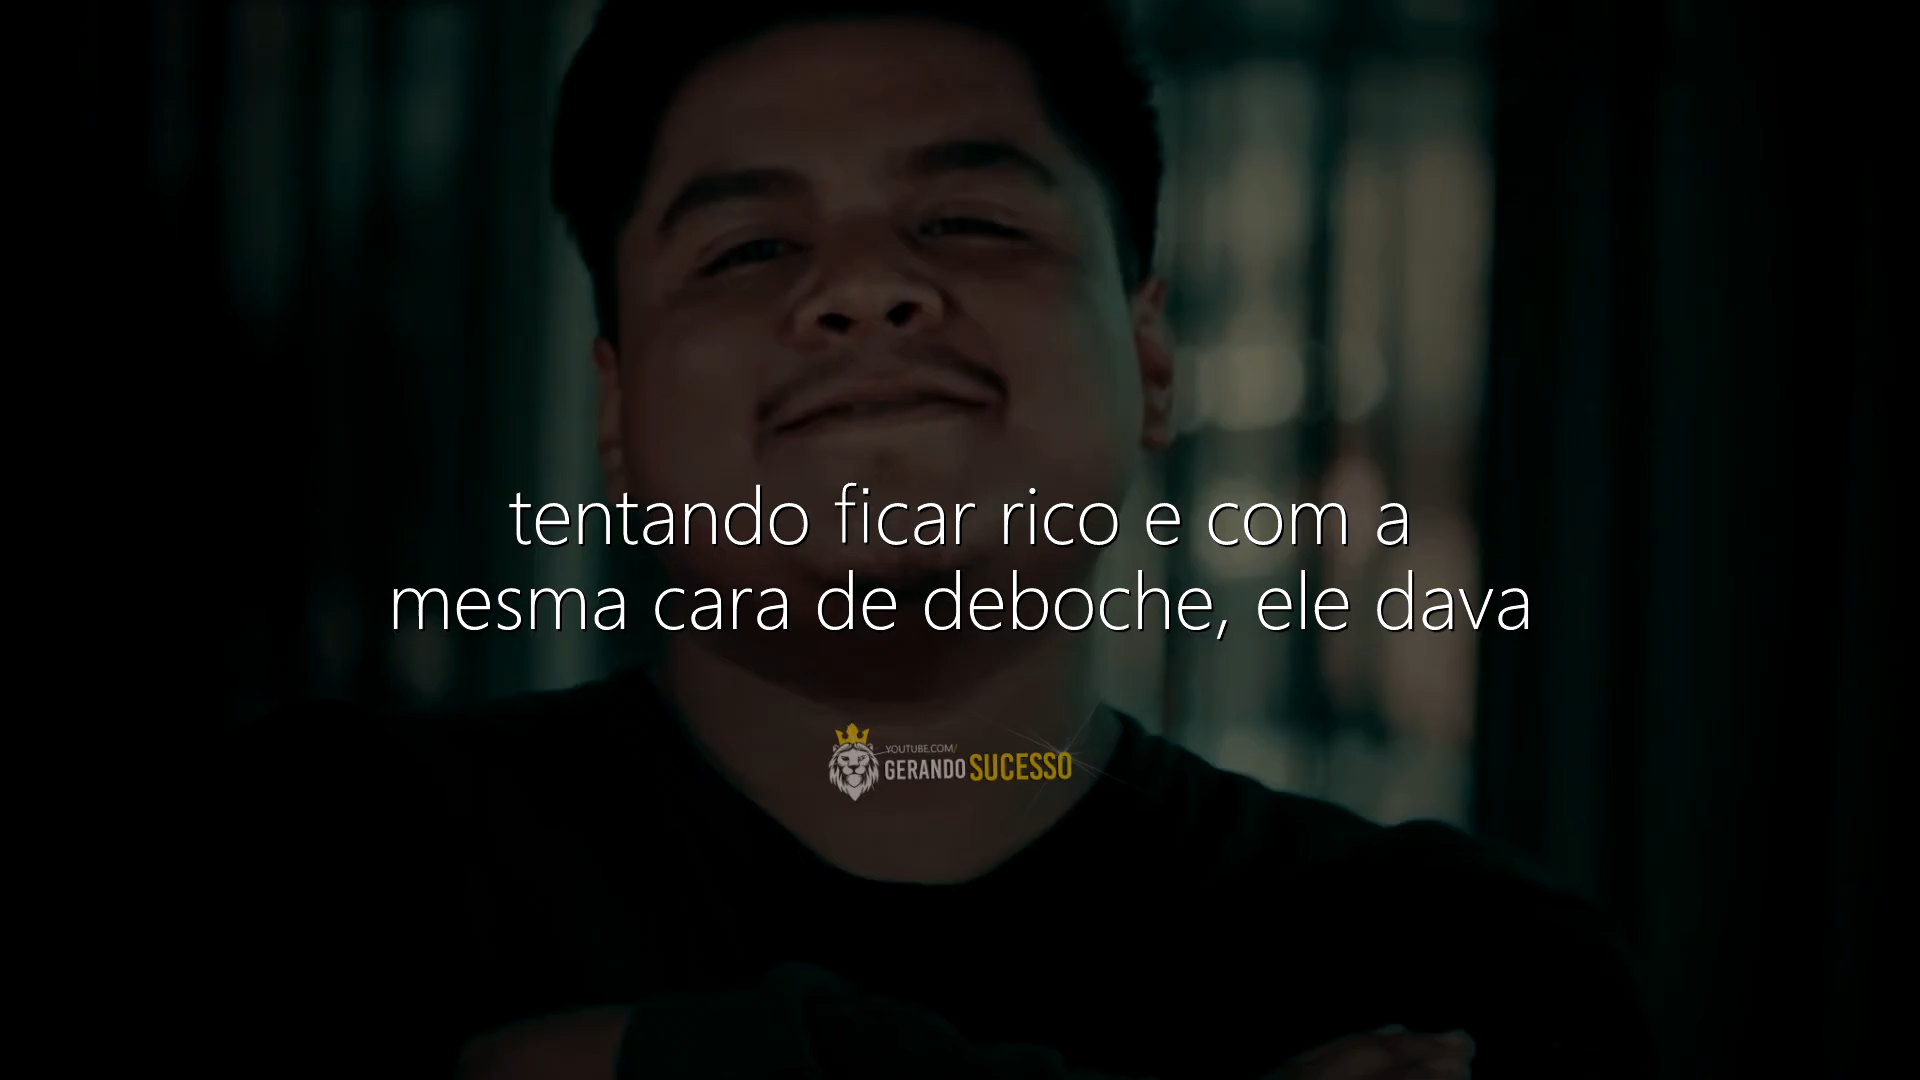 tentando ficar rico e com a
mesma cara de deboche, ele dava
YOUTUBE.COM/
GERANDO SUCESSO